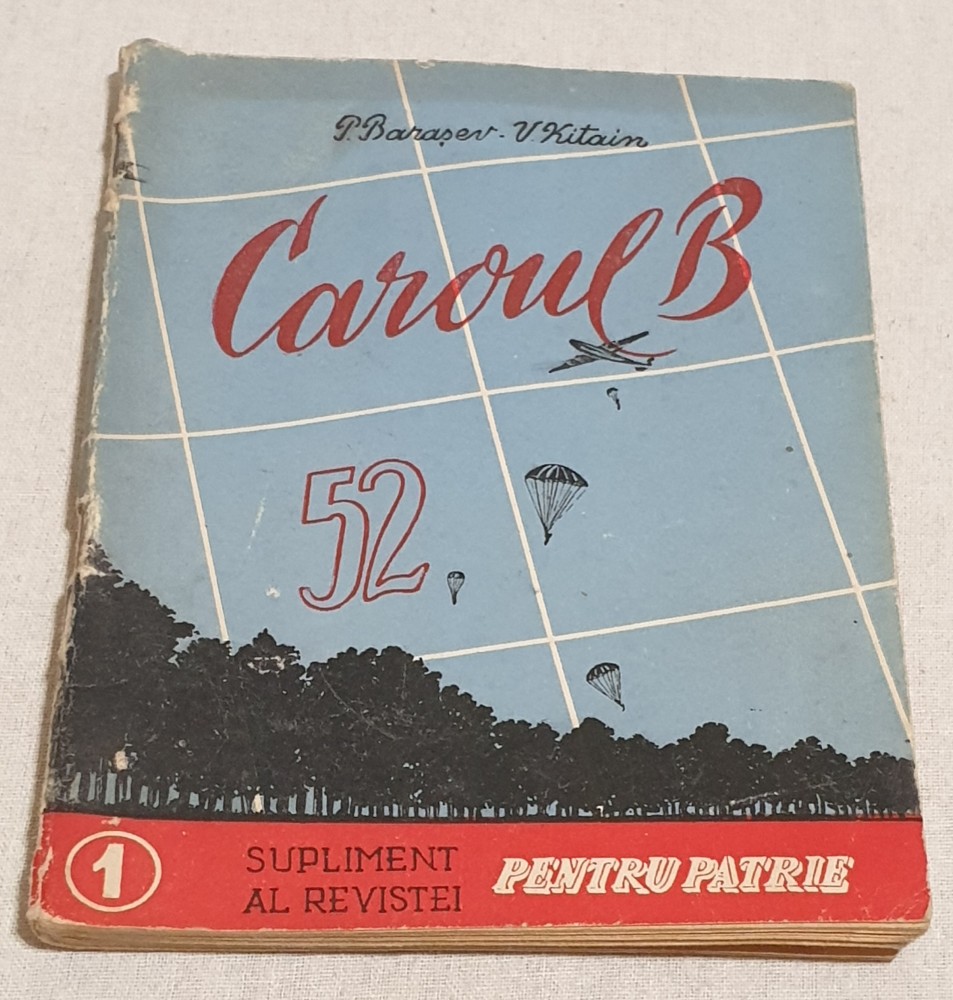 P. Barașev - V. Kitain
Caroul B
52
1
SUPLIMENT
AL REVISTEI
PENTRU PATRIE